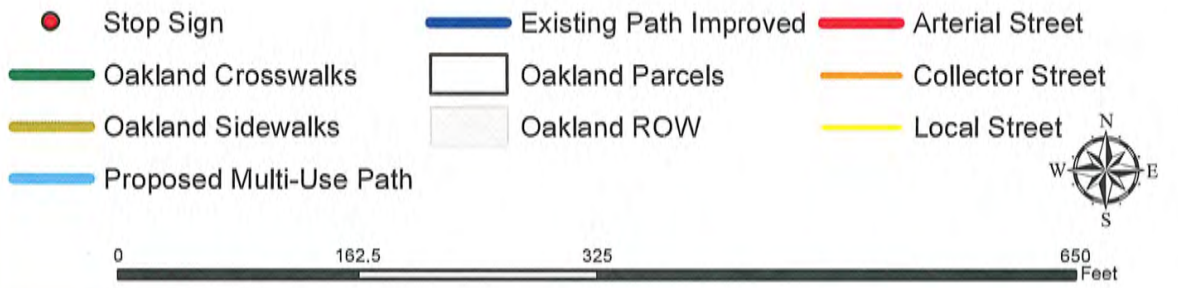 Stop Sign
Existing Path Improved
Arterial Street
Oakland Crosswalks
Oakland Parcels
Collector Street
Oakland Sidewalks
Oakland ROW
Local Street
Proposed Multi-Use Path
N
W
E
S
0
162.5
325
650
Feet